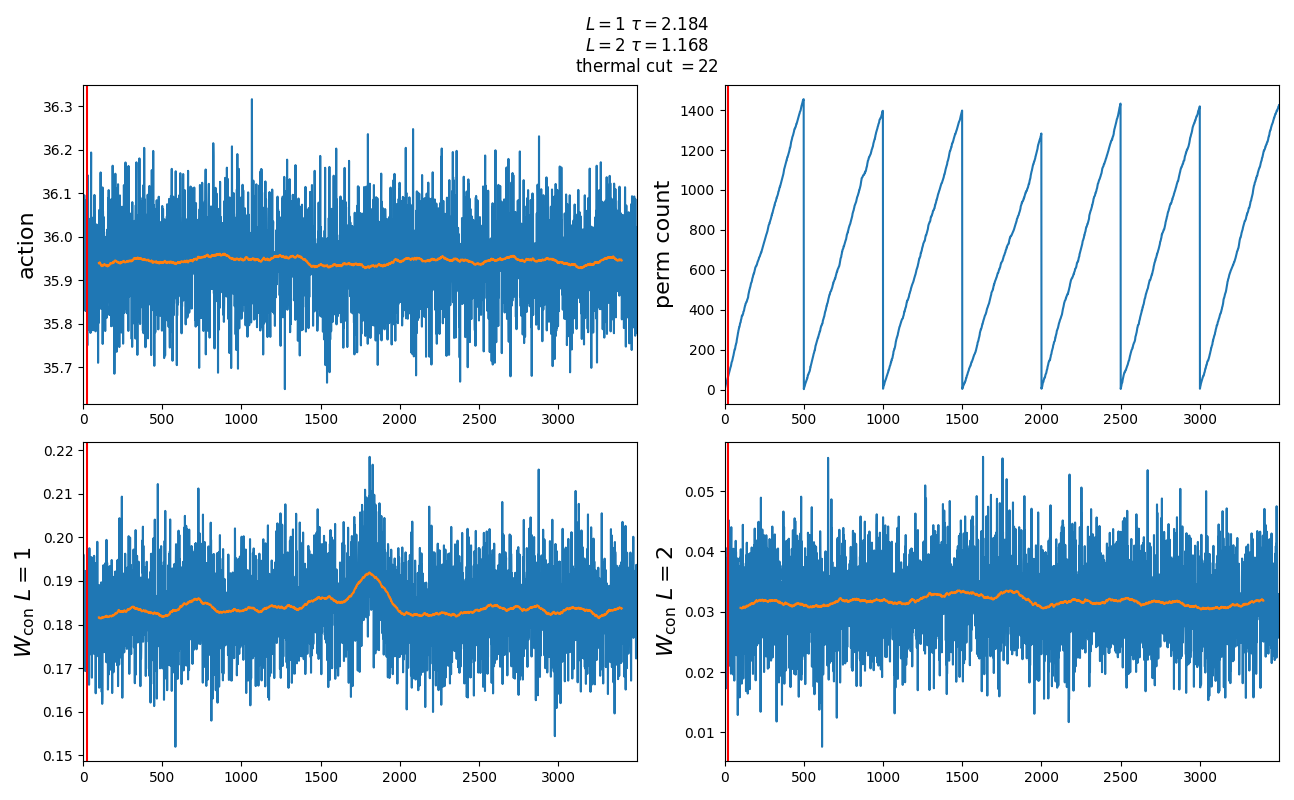 L = 1 τ = 2.184
L = 2 τ = 1.168
thermal cut = 22
action
36.3
36.2
36.1
36.0
35.9
35.8
35.7
0 500 1000 1500 2000 2500 3000
perm count
1400
1200
1000
800
600
400
200
0
0 500 1000 1500 2000 2500 3000
W_con L = 1
0.22
0.21
0.20
0.19
0.18
0.17
0.16
0.15
0 500 1000 1500 2000 2500 3000
W_con L = 2
0.05
0.04
0.03
0.02
0.01
0 500 1000 1500 2000 2500 3000